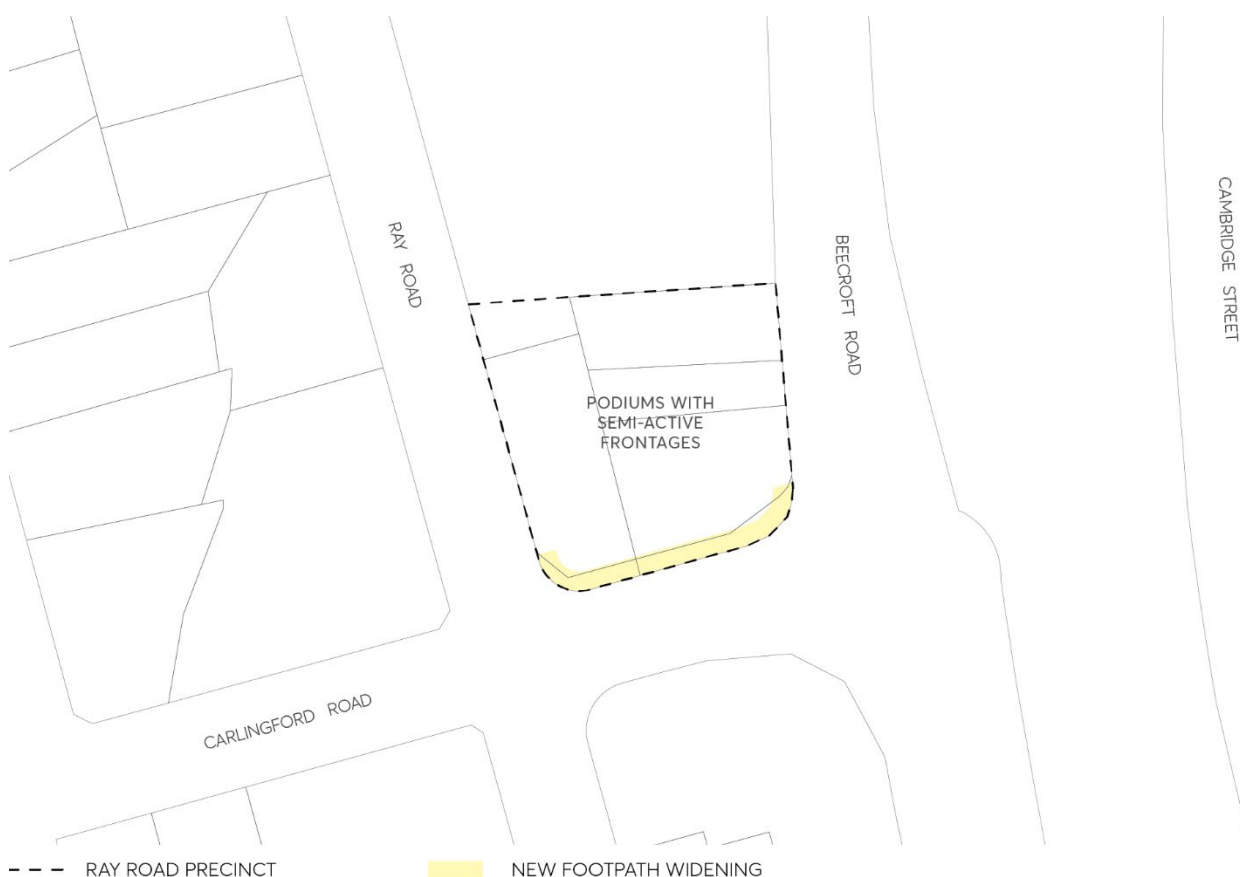 CAMBRIDGE STREET
RAY ROAD
BEECROFT ROAD
PODIUMS WITH
SEMI-ACTIVE
FRONTAGES
CARLINGFORD ROAD
RAY ROAD PRECINCT
NEW FOOTPATH WIDENING